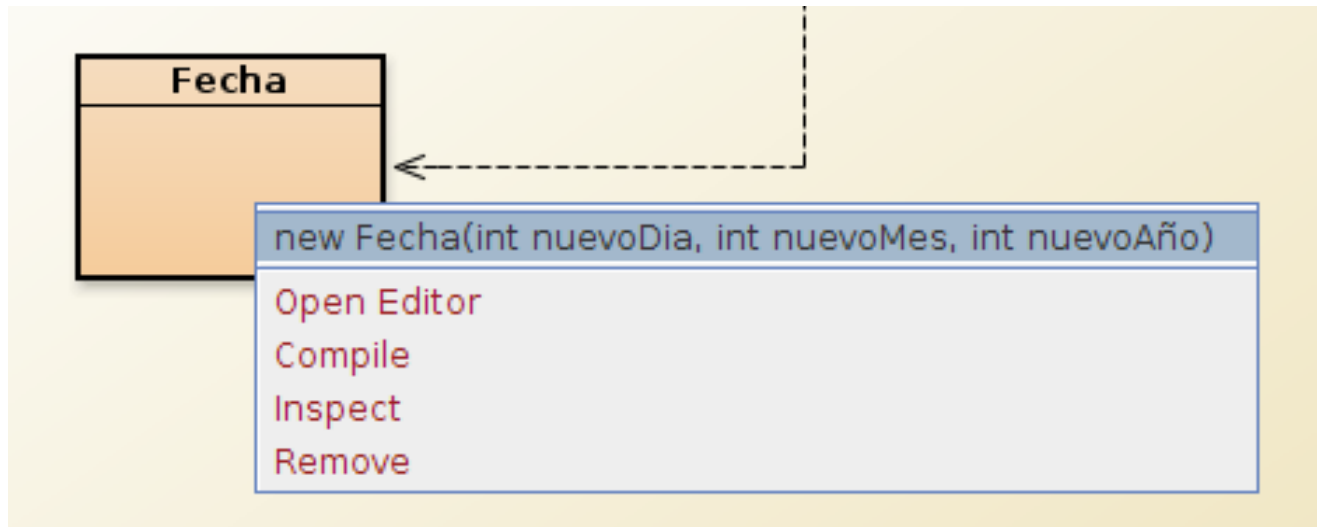 Fecha
new Fecha(int nuevoDia, int nuevoMes, int nuevoAño)
Open Editor
Compile
Inspect
Remove